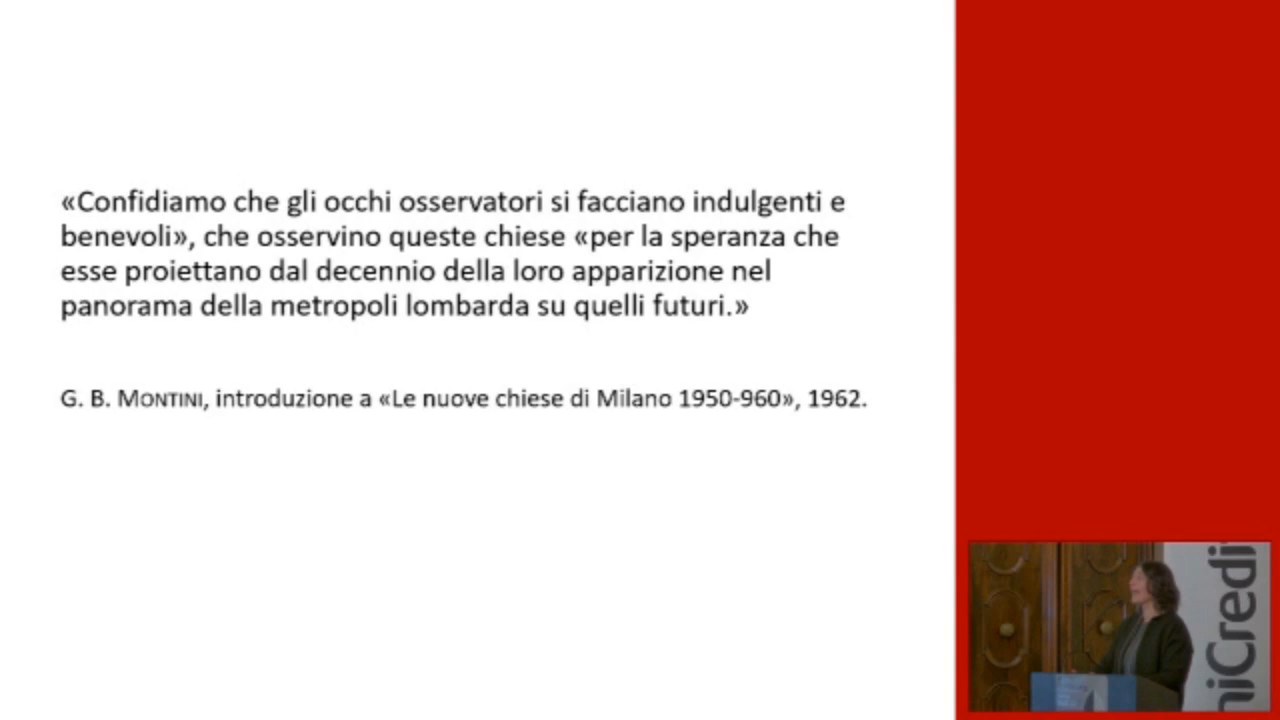 «Confidiamo che gli occhi osservatori si facciano indulgenti e
benevoli», che osservino queste chiese «per la speranza che
esse proiettano dal decennio della loro apparizione nel
panorama della metropoli lombarda su quelli futuri.»
G. B. MONTINI, introduzione a «Le nuove chiese di Milano 1950-960», 1962.
niCredi